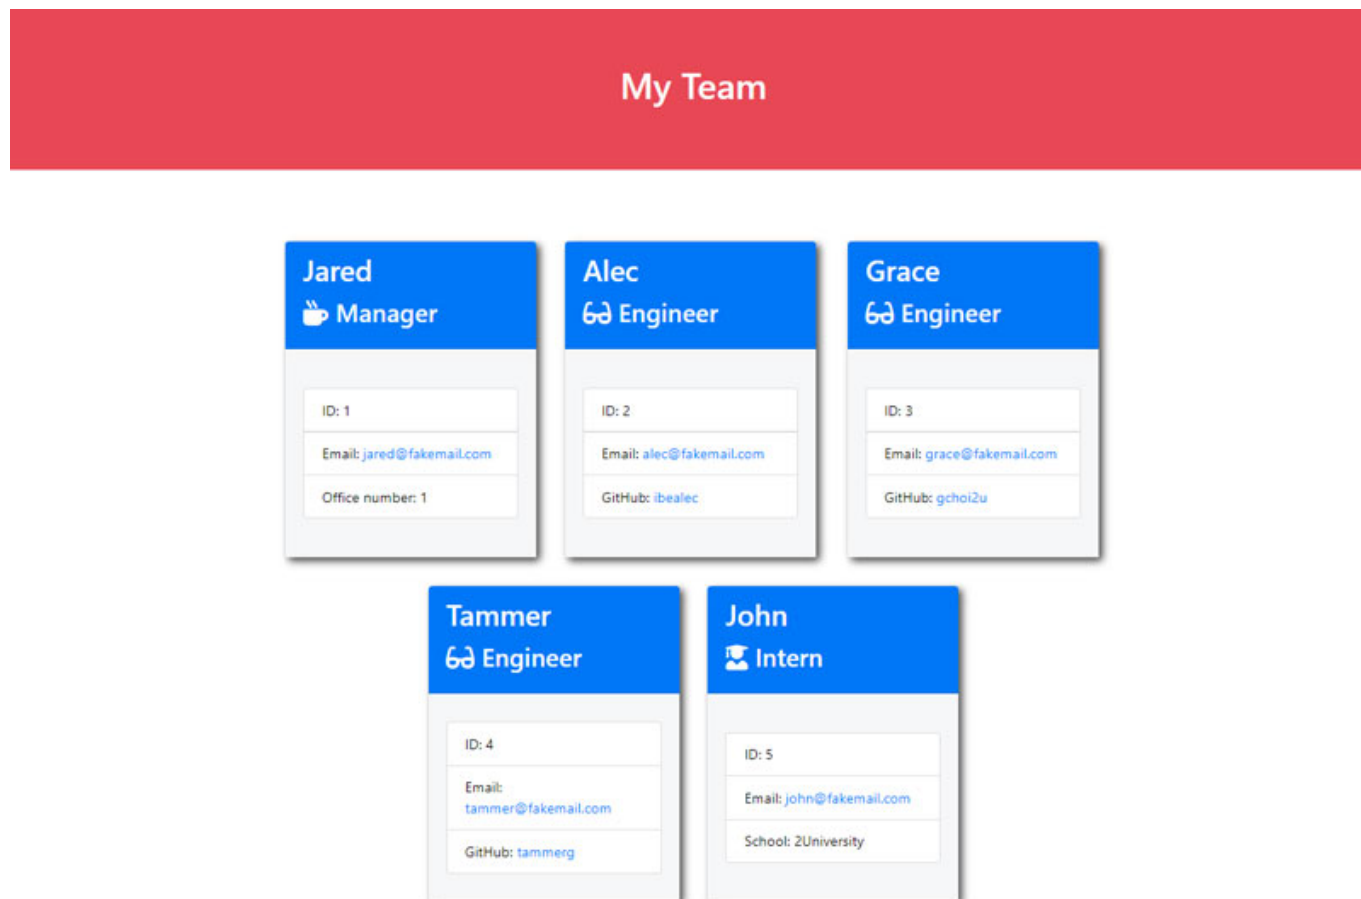 My Team
Jared
Manager
ID: 1
Email: jared@fakemail.com
Office number: 1
Alec
Engineer
ID: 2
Email: alec@fakemail.com
GitHub: ibealec
Grace
Engineer
ID: 3
Email: grace@fakemail.com
GitHub: gchoi2u
Tammer
Engineer
ID: 4
Email:
tammer@fakemail.com
GitHub: tammerg
John
Intern
ID: 5
Email: john@fakemail.com
School: 2University